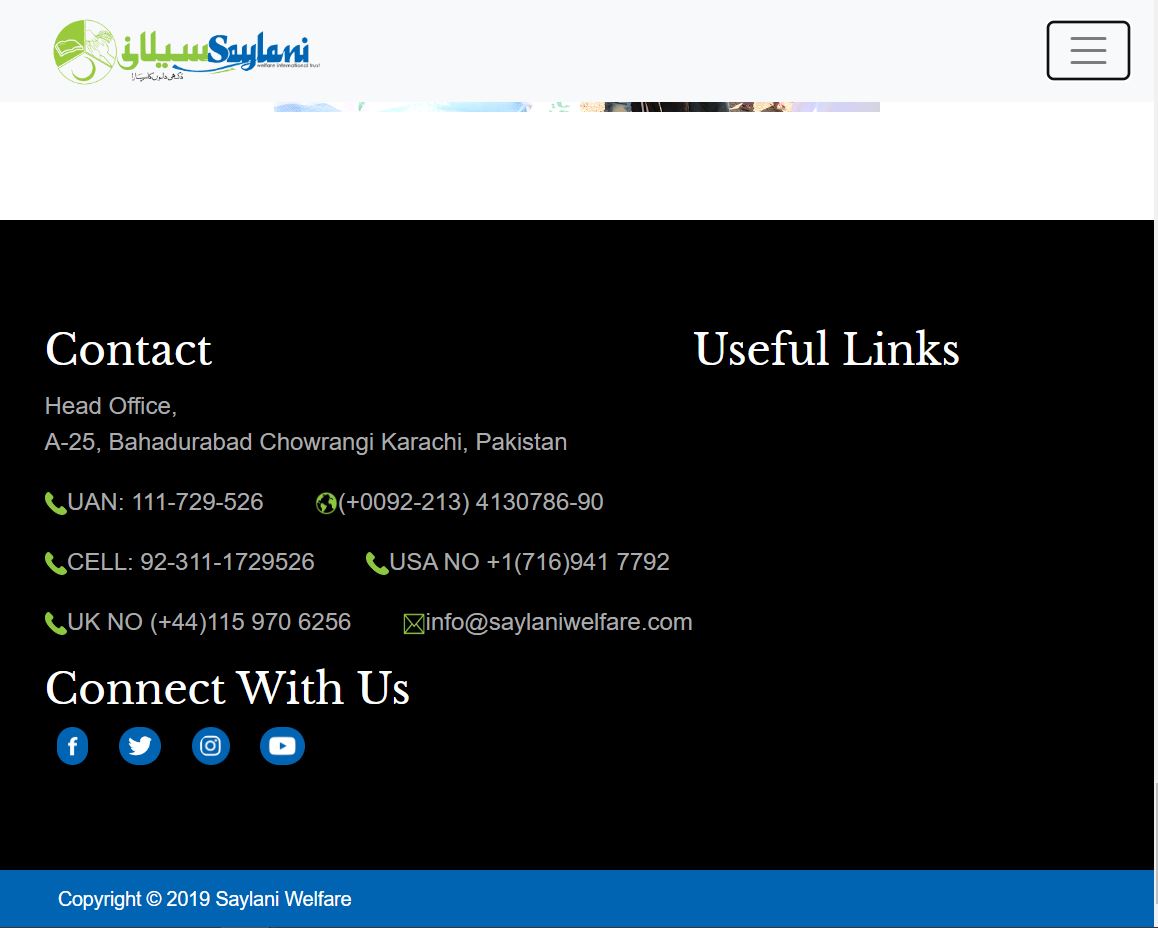 سیلانی Saylani
welfare international trust
Contact
Useful Links
Head Office,
A-25, Bahadurabad Chowrangi Karachi, Pakistan
UAN: 111-729-526 (+0092-213) 4130786-90
CELL: 92-311-1729526 USA NO +1(716)941 7792
UK NO (+44)115 970 6256 info@saylaniwelfare.com
Connect With Us
Copyright © 2019 Saylani Welfare